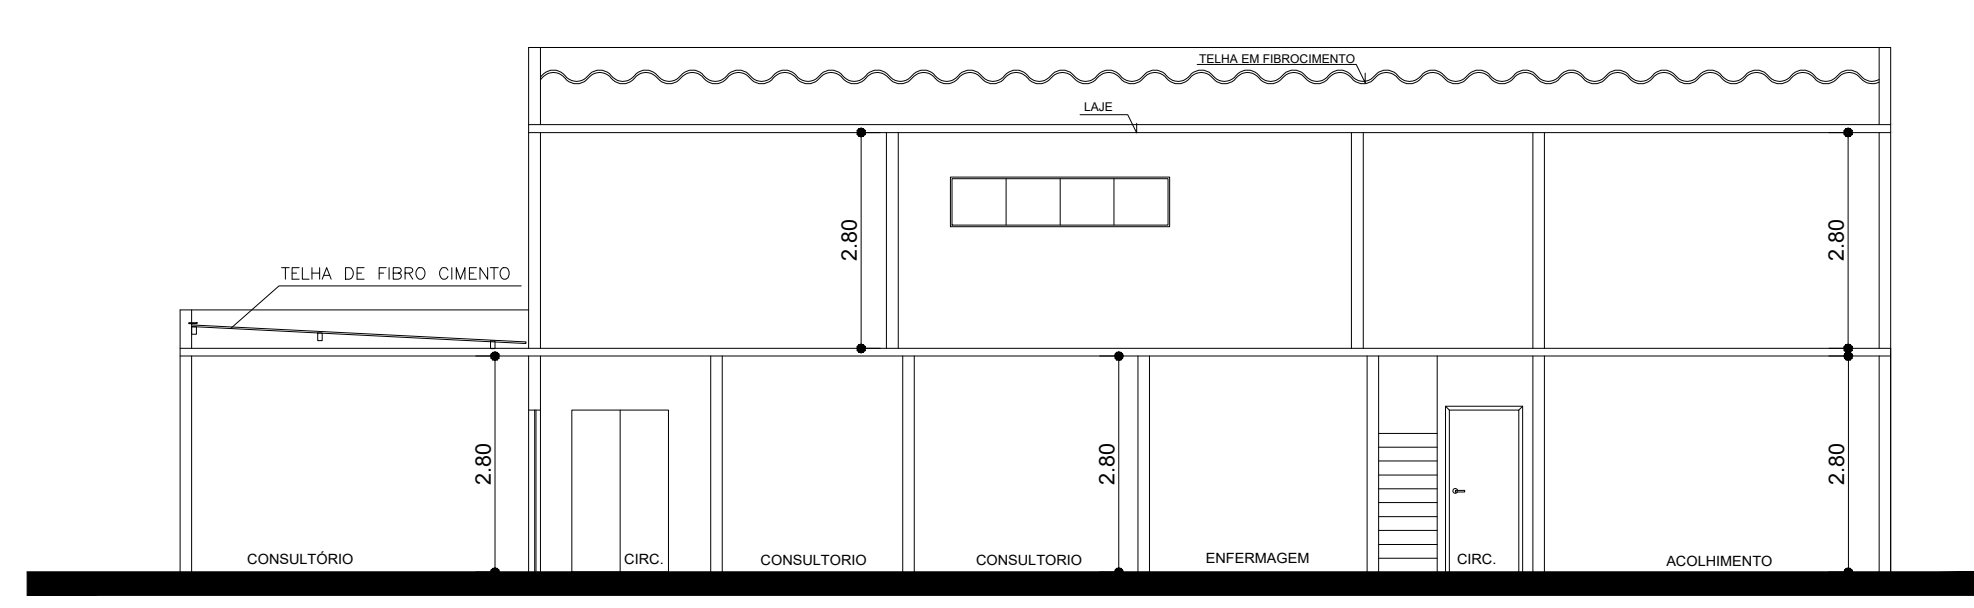 TELHA EM FIBROCIMENTO
LAJE
2.80
2.80
TELHA DE FIBRO CIMENTO
2.80
2.80
2.80
CONSULTÓRIO
CIRC.
CONSULTORIO
CONSULTORIO
ENFERMAGEM
CIRC.
ACOLHIMENTO